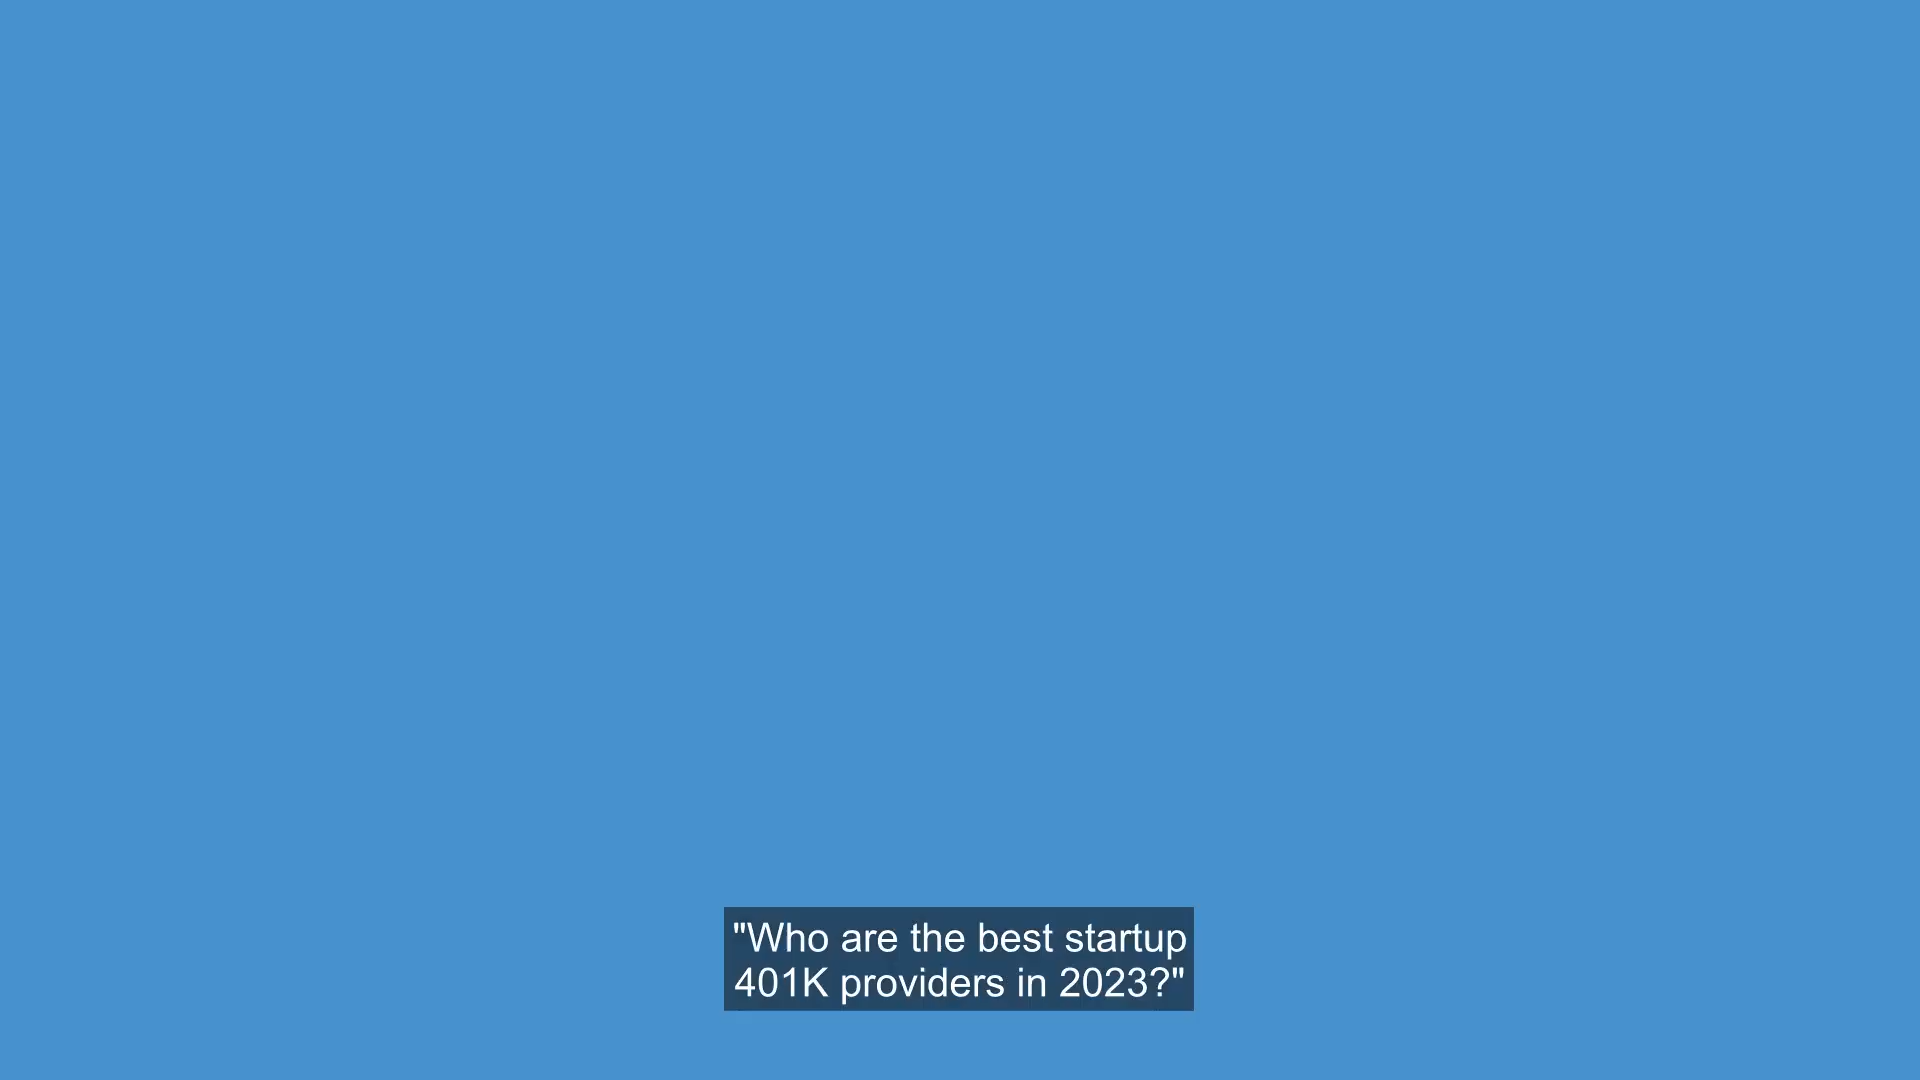 "Who are the best startup
401K providers in 2023?"